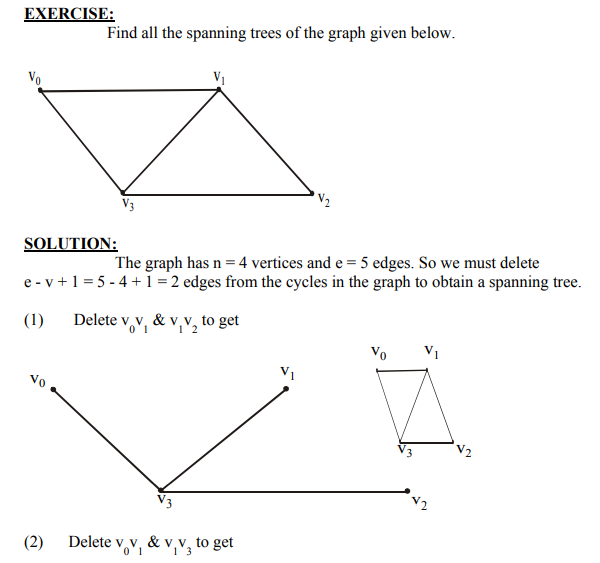 EXERCISE:
Find all the spanning trees of the graph given below.
v₀ v₁
v₃ v₂
SOLUTION:
The graph has n = 4 vertices and e = 5 edges. So we must delete
e - v + 1 = 5 - 4 + 1 = 2 edges from the cycles in the graph to obtain a spanning tree.
(1) Delete v₀v₁ & v₁v₂ to get
v₀ v₁
v₀ v₁
v₃ v₂
v₃ v₂
(2) Delete v₀v₁ & v₁v₃ to get